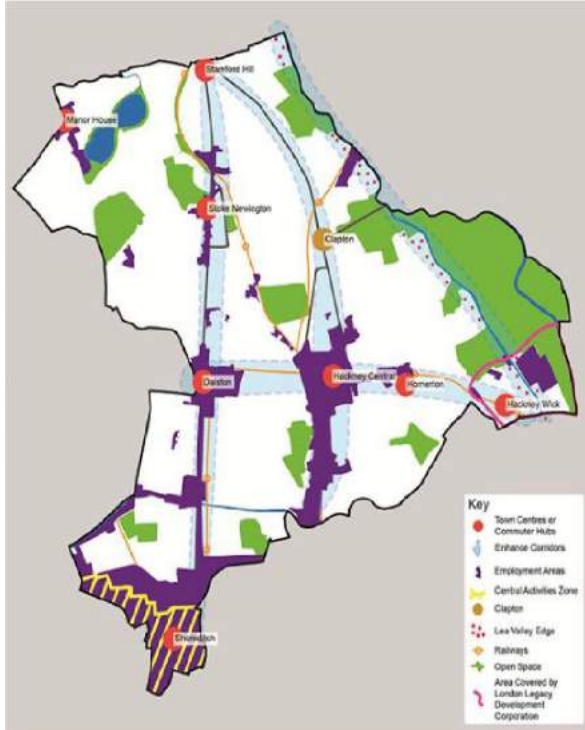 Stamford Hill
Manor House
Stoke Newington
Clapton
Dalston
Hackney Central
Homerton
Hackney Wick
Shoreditch
Key
Town Centres or
Commuter Hubs
Enhance Corridors
Employment Areas
Central Activities Zone
Clapton
Lea Valley Edge
Railways
Open Space
Area Covered by
London Legacy
Development
Corporation